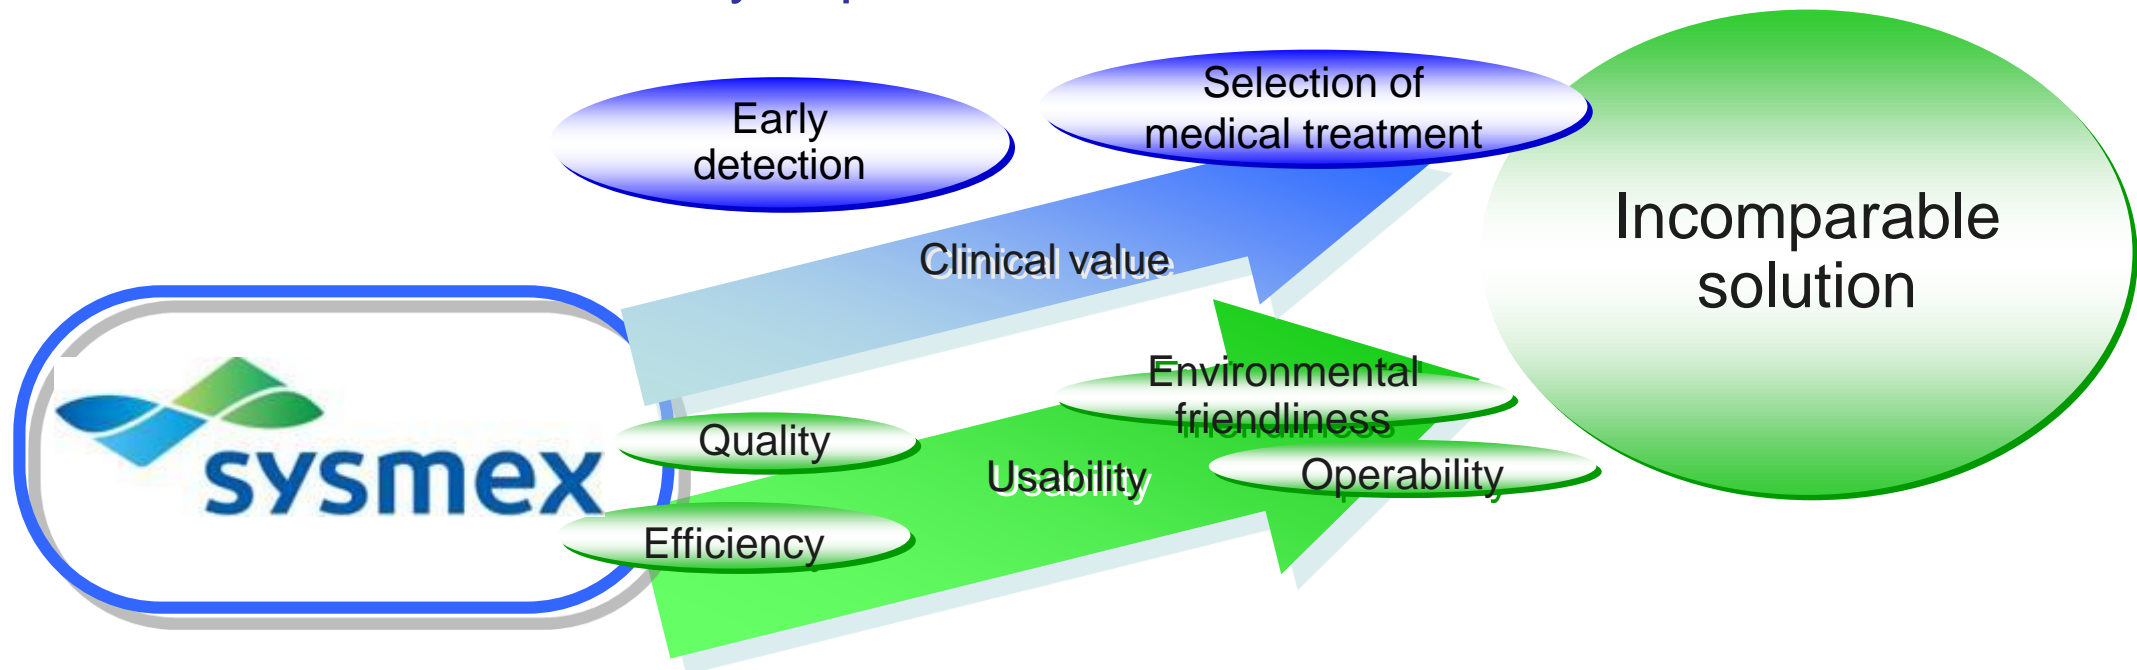 Early
detection
Selection of
medical treatment
Incomparable
solution
Clinical value
sysmex
Quality
Efficiency
Usability
Environmental
friendliness
Operability